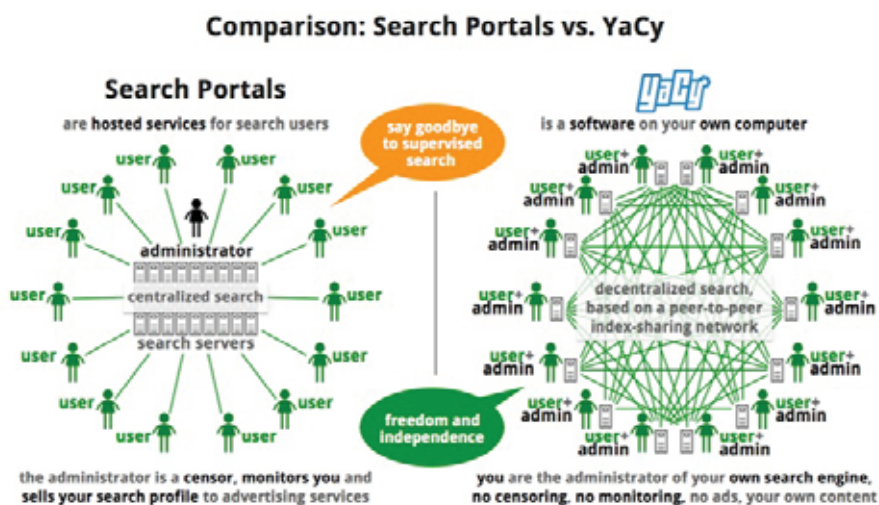 Comparison: Search Portals vs. YaCy
Search Portals
are hosted services for search users
user
user
user
user
user
user
user
user
user
user
user
user
user
user
administrator
centralized search
search servers
the administrator is a censor, monitors you and
sells your search profile to advertising services
say goodbye
to supervised
search
freedom and
independence
YaCy
is a software on your own computer
user+
admin
user+
admin
user+
admin
user+
admin
user+
admin
user+
admin
user+
admin
user+
admin
user+
admin
user+
admin
user+
admin
user+
admin
user+
admin
user+
admin
decentralized search,
based on a peer-to-peer
index-sharing network
you are the administrator of your own search engine,
no censoring, no monitoring, no ads, your own content